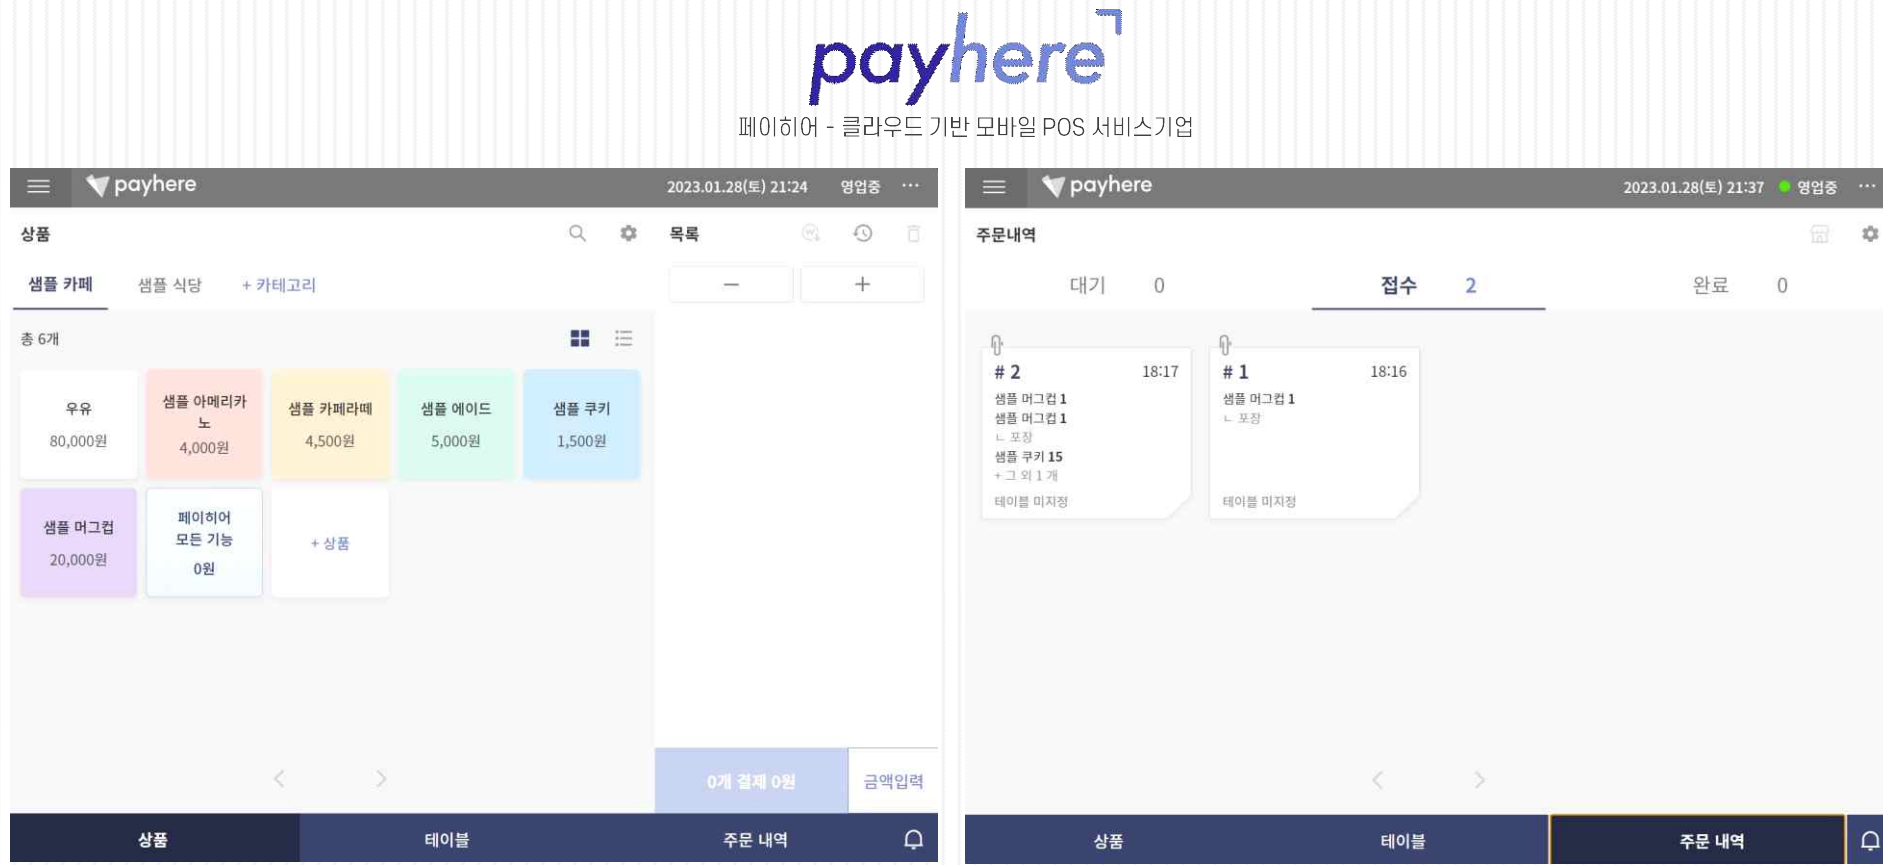 payhere
페이히어 - 클라우드 기반 모바일 POS 서비스기업
payhere
2023.01.28(토) 21:24 영업중
상품
목록
샘플 카페 샘플 식당 + 카테고리
총 6개
우유
80,000원
샘플 아메리카
노
4,000원
샘플 카페라떼
4,500원
샘플 에이드
5,000원
샘플 쿠키
1,500원
샘플 머그컵
20,000원
페이히어
모든 기능
0원
+ 상품
0개 결제 0원
금액입력
상품 테이블 주문 내역
payhere
2023.01.28(토) 21:37 영업중
주문내역
대기 0 접수 2 완료 0
# 2 18:17
샘플 머그컵 1
샘플 머그컵 1
ㄴ 포장
샘플 쿠키 15
+ 그 외 1 개
테이블 미지정
# 1 18:16
샘플 머그컵 1
ㄴ 포장
테이블 미지정
상품 테이블 주문 내역